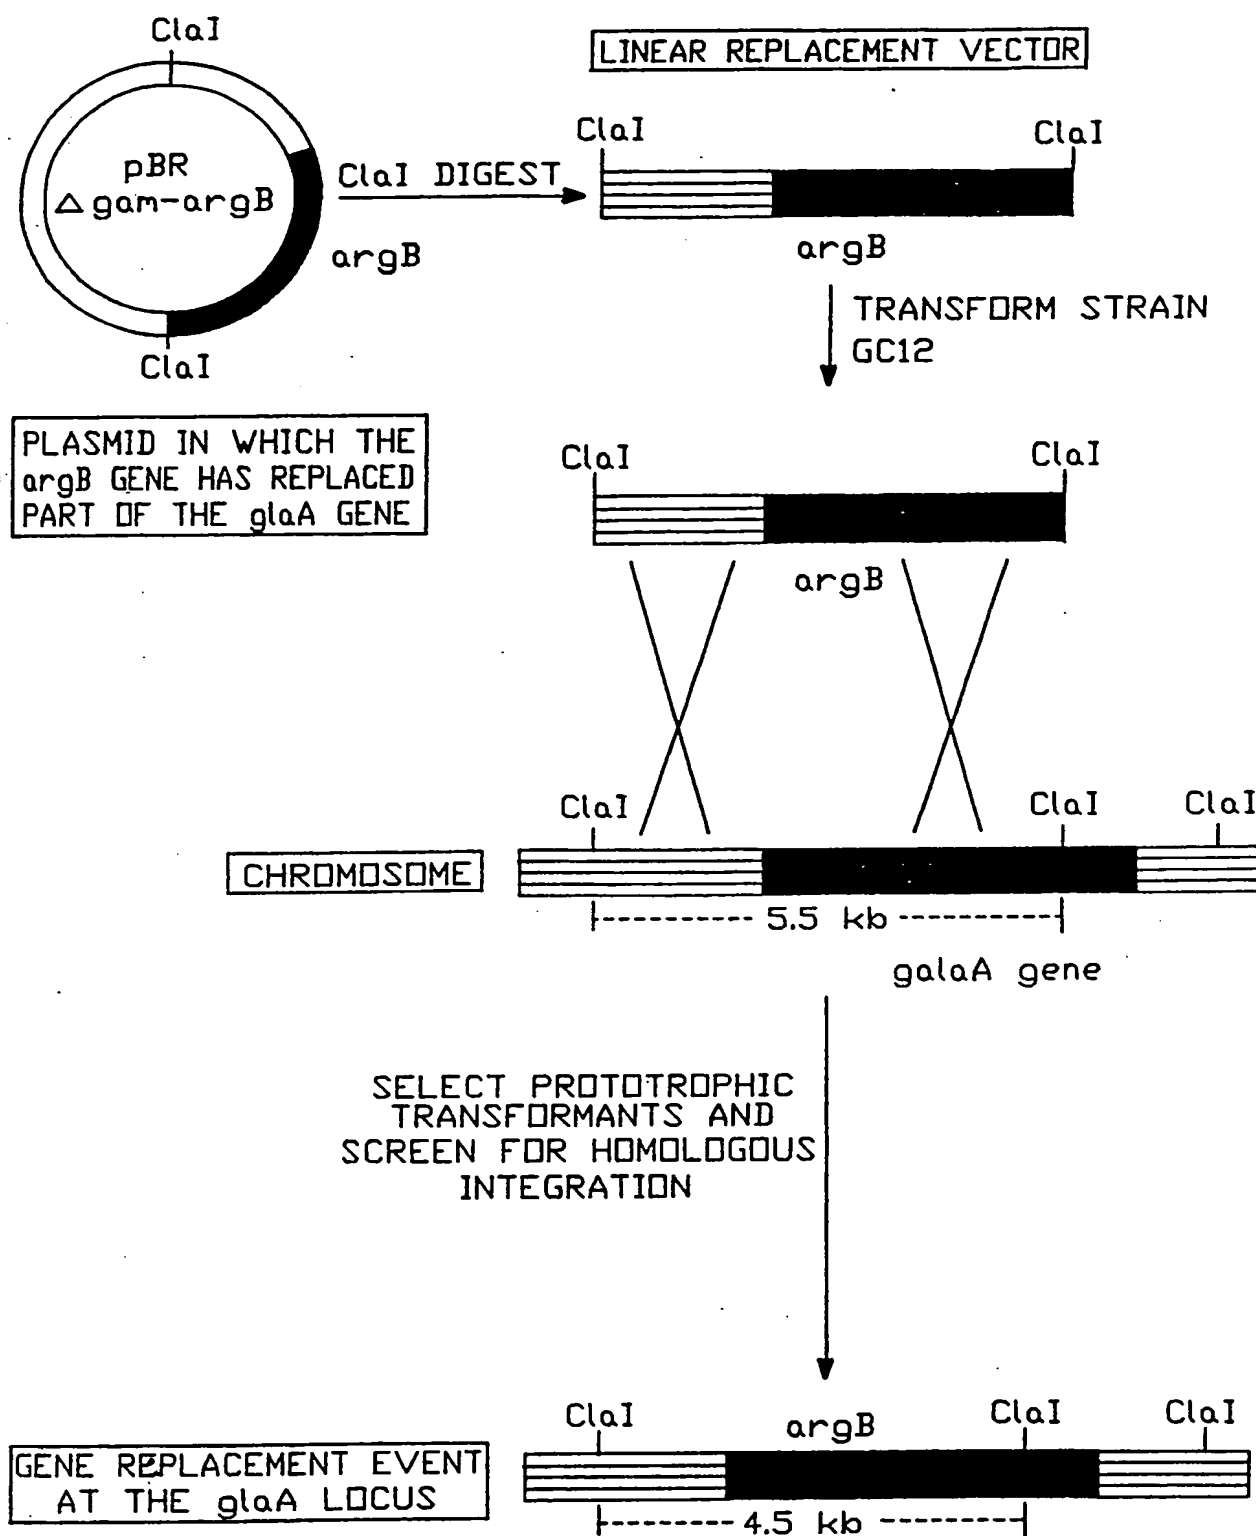 ClaI
pBR
△ gam-argB
argB
ClaI
PLASMID IN WHICH THE
argB GENE HAS REPLACED
PART OF THE glaA GENE
ClaI DIGEST
LINEAR REPLACEMENT VECTOR
ClaI
ClaI
argB
TRANSFORM STRAIN
GC12
ClaI
ClaI
argB
ClaI
ClaI
ClaI
CHROMOSOME
5.5 kb
galaA gene
SELECT PROTOTROPHIC
TRANSFORMANTS AND
SCREEN FOR HOMOLOGOUS
INTEGRATION
ClaI
argB
ClaI
ClaI
GENE REPLACEMENT EVENT
AT THE glaA LOCUS
4.5 kb